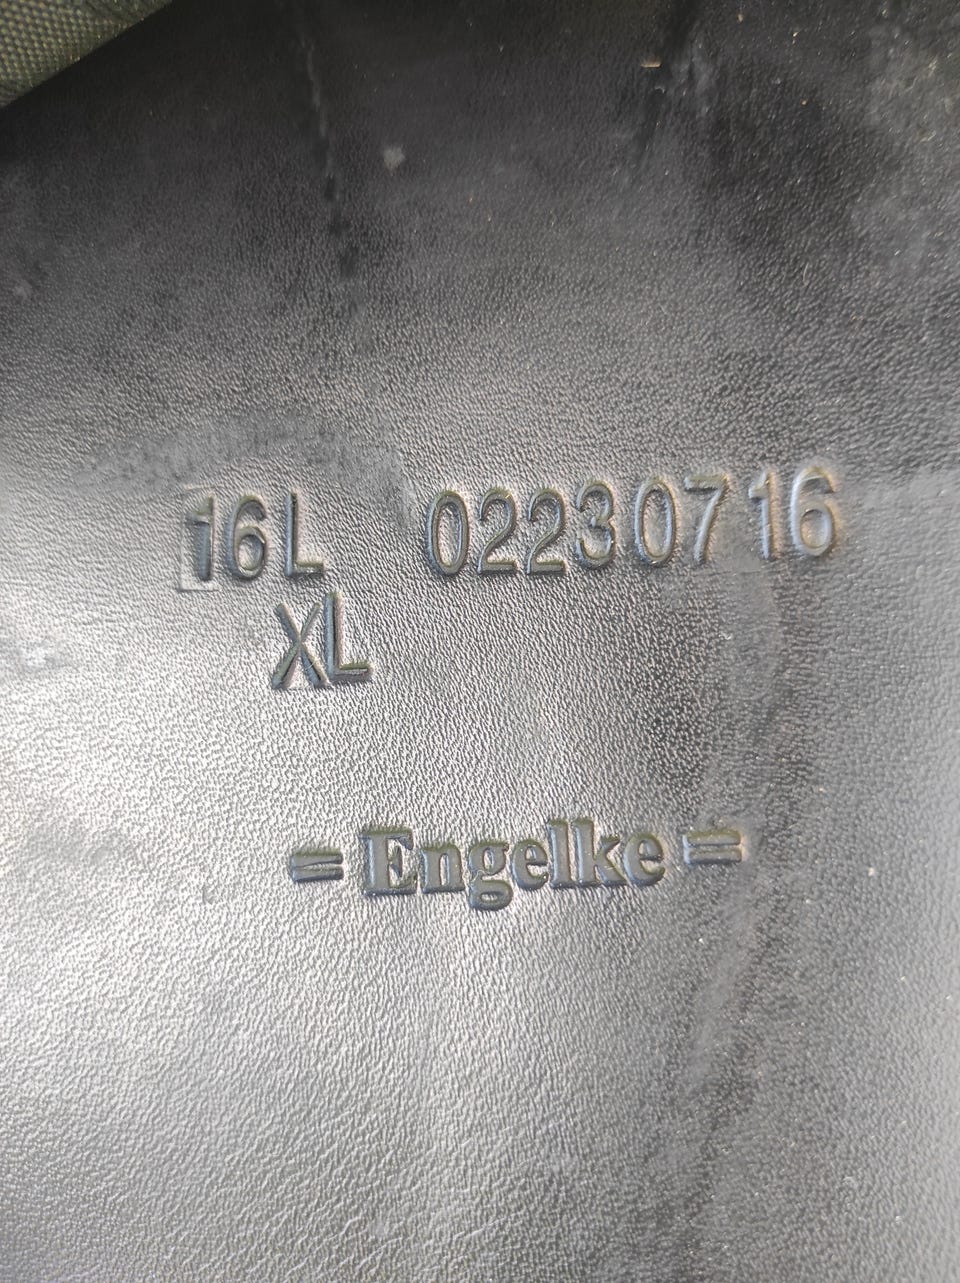 16L 02230716
XL
= Engelke =